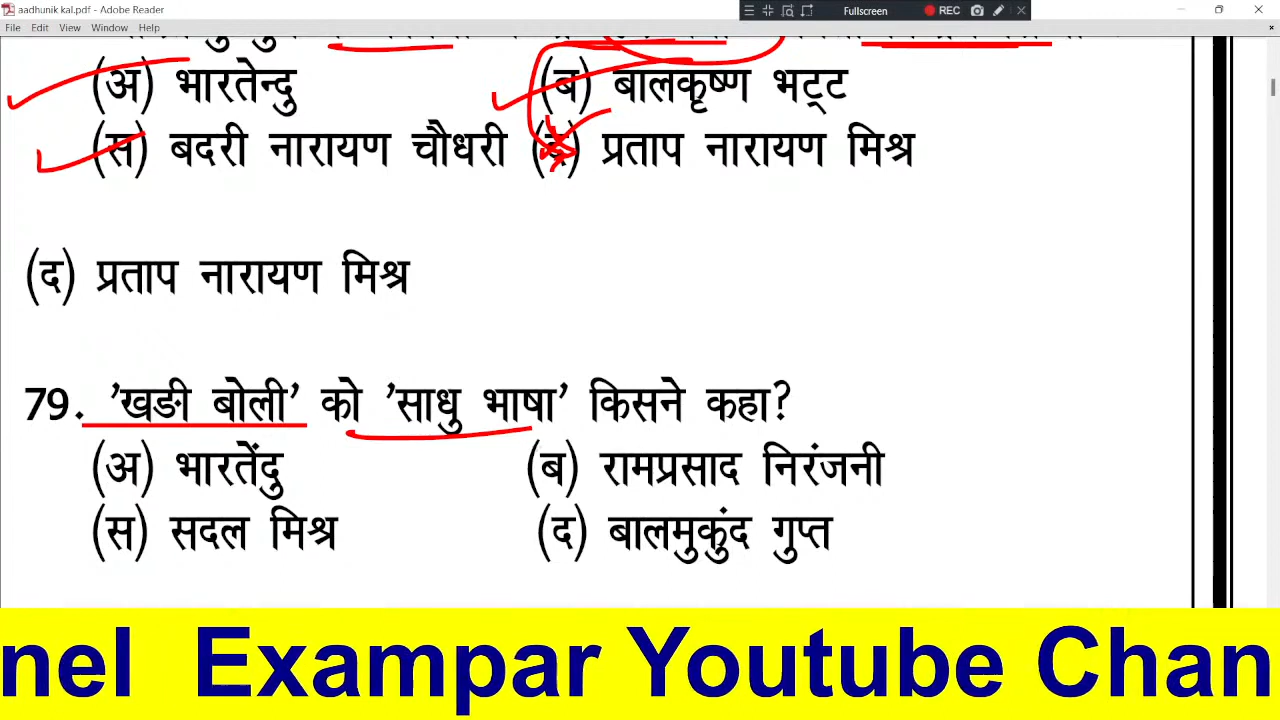 aadhunik kal.pdf - Adobe Reader
Fullscreen REC
File Edit View Window Help
(अ) भारतेन्दु (ब) बालकृष्ण भट्ट
(स) बदरी नारायण चौधरी (द) प्रताप नारायण मिश्र
(द) प्रताप नारायण मिश्र
79. 'खङी बोली' को 'साधु भाषा' किसने कहा?
(अ) भारतेंदु (ब) रामप्रसाद निरंजनी
(स) सदल मिश्र (द) बालमुकुंद गुप्त
nel Exampar Youtube Chan